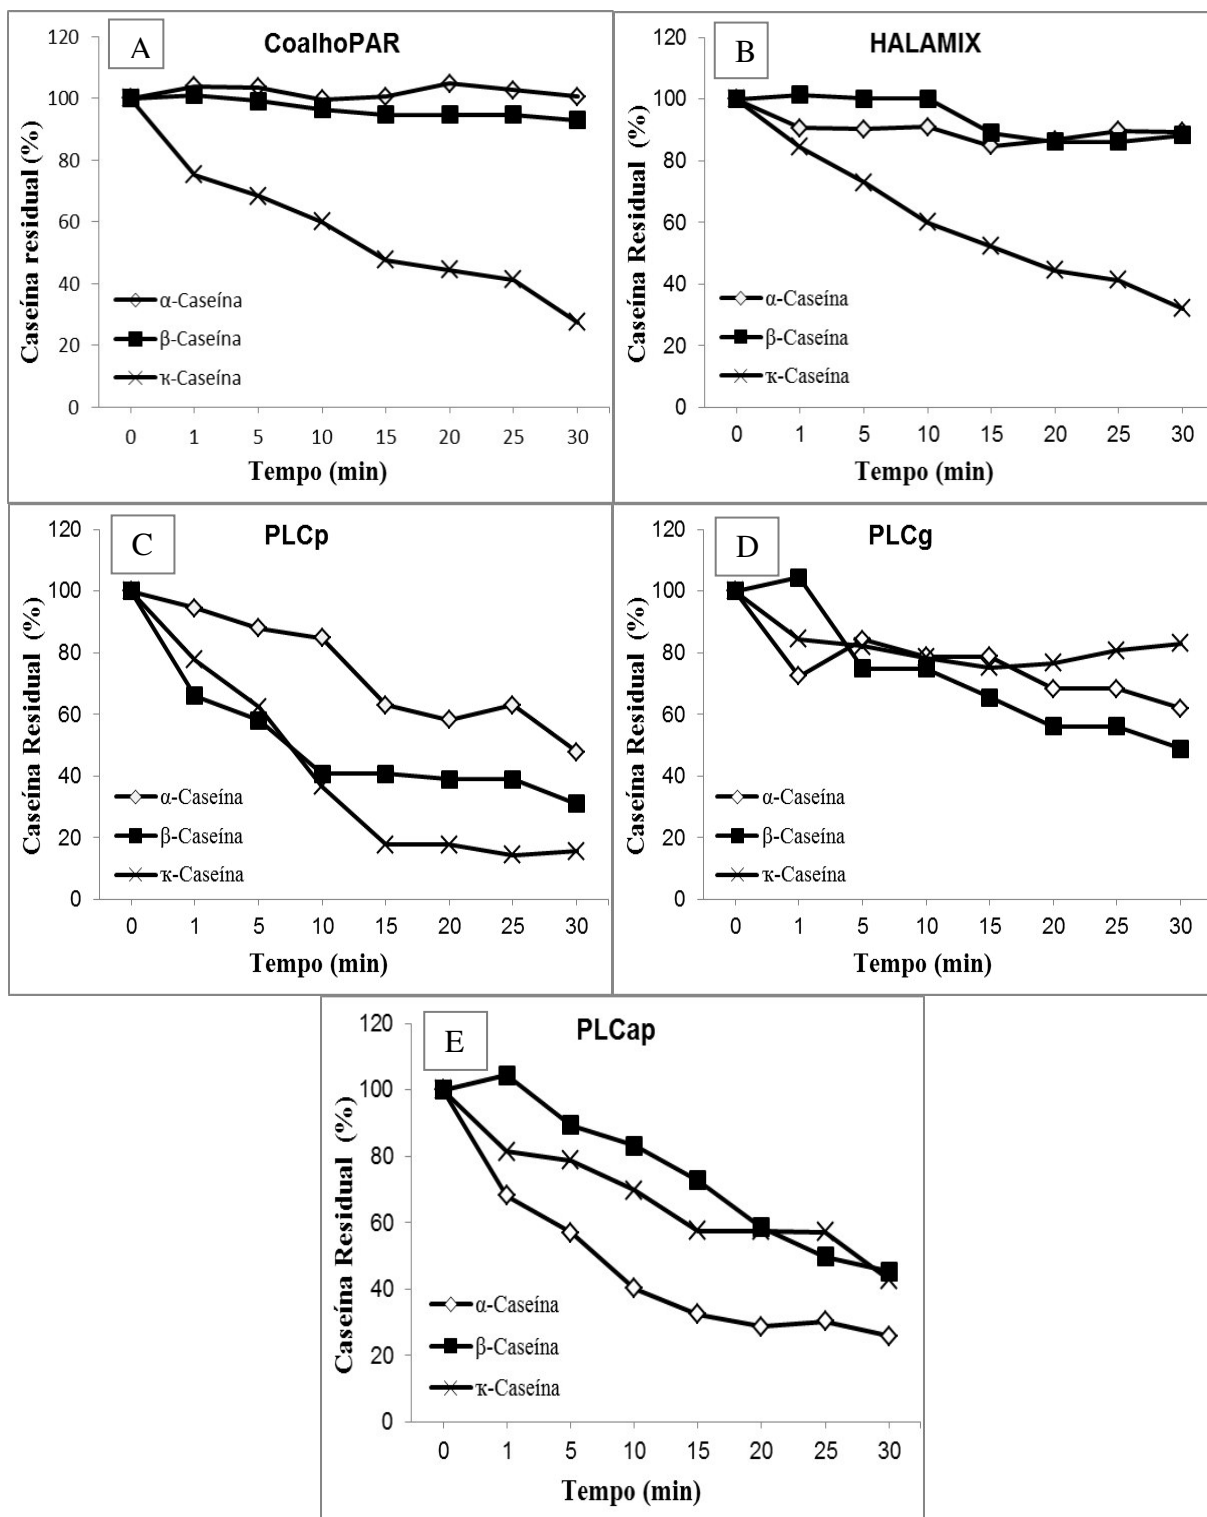 A
CoalhoPAR
Caseína residual (%)
120
100
80
60
40
20
0
α-Caseína
β-Caseína
ҡ-Caseína
0 1 5 10 15 20 25 30
Tempo (min)
B
HALAMIX
Caseína Residual (%)
120
100
80
60
40
20
0
α-Caseína
β-Caseína
ҡ-Caseína
0 1 5 10 15 20 25 30
Tempo (min)
C
PLCp
Caseína Residual (%)
120
100
80
60
40
20
0
α-Caseína
β-Caseína
ҡ-Caseína
0 1 5 10 15 20 25 30
Tempo (min)
D
PLCg
Caseína Residual (%)
120
100
80
60
40
20
0
α-Caseína
β-Caseína
ҡ-Caseína
0 1 5 10 15 20 25 30
Tempo (min)
E
PLCap
Caseína Residual (%)
120
100
80
60
40
20
0
α-Caseína
β-Caseína
ҡ-Caseína
0 1 5 10 15 20 25 30
Tempo (min)